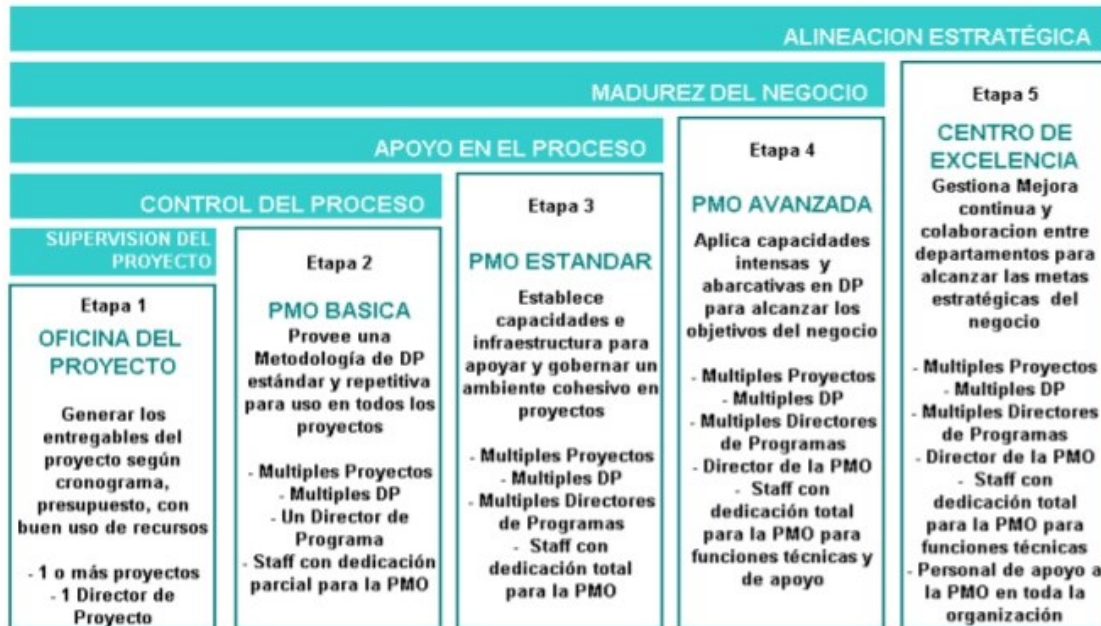 ALINEACION ESTRATÉGICA
MADUREZ DEL NEGOCIO
APOYO EN EL PROCESO
CONTROL DEL PROCESO
SUPERVISION DEL
PROYECTO
Etapa 1
OFICINA DEL
PROYECTO
Generar los
entregables del
proyecto según
cronograma,
presupuesto, con
buen uso de recursos
- 1 o más proyectos
- 1 Director de
Proyecto
Etapa 2
PMO BASICA
Provee una
Metodología de DP
estándar y repetitiva
para uso en todos los
proyectos
- Multiples Proyectos
- Multiples DP
- Un Director de
Programa
- Staff con dedicación
parcial para la PMO
Etapa 3
PMO ESTANDAR
Establece
capacidades e
infraestructura para
apoyar y gobernar un
ambiente cohesivo en
proyectos
- Multiples Proyectos
- Multiples DP
- Multiples Directores
de Programas
- Staff con
dedicación total
para la PMO
Etapa 4
PMO AVANZADA
Aplica capacidades
intensas y
abarcativas en DP
para alcanzar los
objetivos del negocio
- Multiples Proyectos
- Multiples DP
- Multiples Directores
de Programas
- Director de la PMO
- Staff con
dedicación total
para la PMO para
funciones técnicas y
de apoyo
Etapa 5
CENTRO DE
EXCELENCIA
Gestiona Mejora
continua y
colaboracion entre
departamentos para
alcanzar las metas
estratégicas del
negocio
- Multiples Proyectos
- Multiples DP
- Multiples Directores
de Programas
- Director de la PMO
- Staff con
dedicación total
para la PMO para
funciones técnicas
- Personal de apoyo a
la PMO en toda la
organización